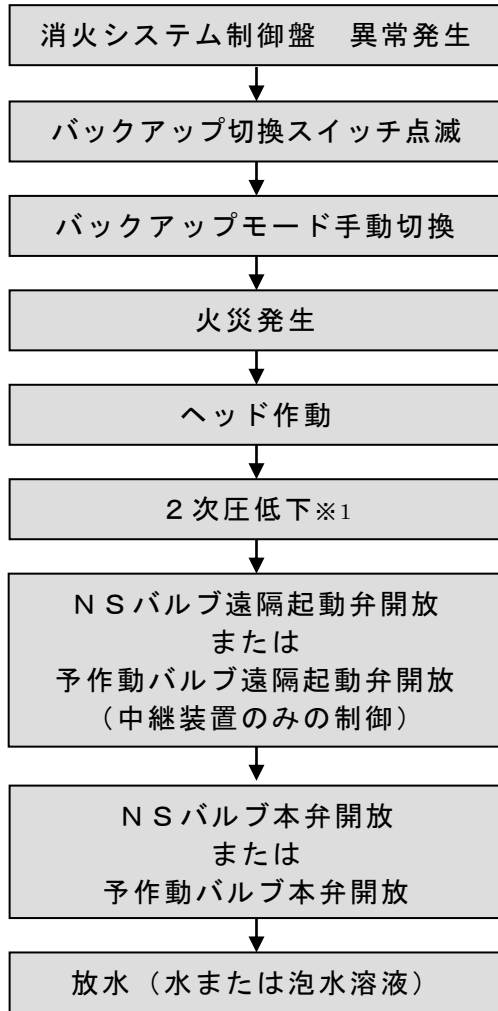 消火システム制御盤　異常発生
バックアップ切換スイッチ点滅
バックアップモード手動切換
火災発生
ヘッド作動
２次圧低下※1
ＮＳバルブ遠隔起動弁開放
または
予作動バルブ遠隔起動弁開放
（中継装置のみの制御）
ＮＳバルブ本弁開放
または
予作動バルブ本弁開放
放水（水または泡水溶液）